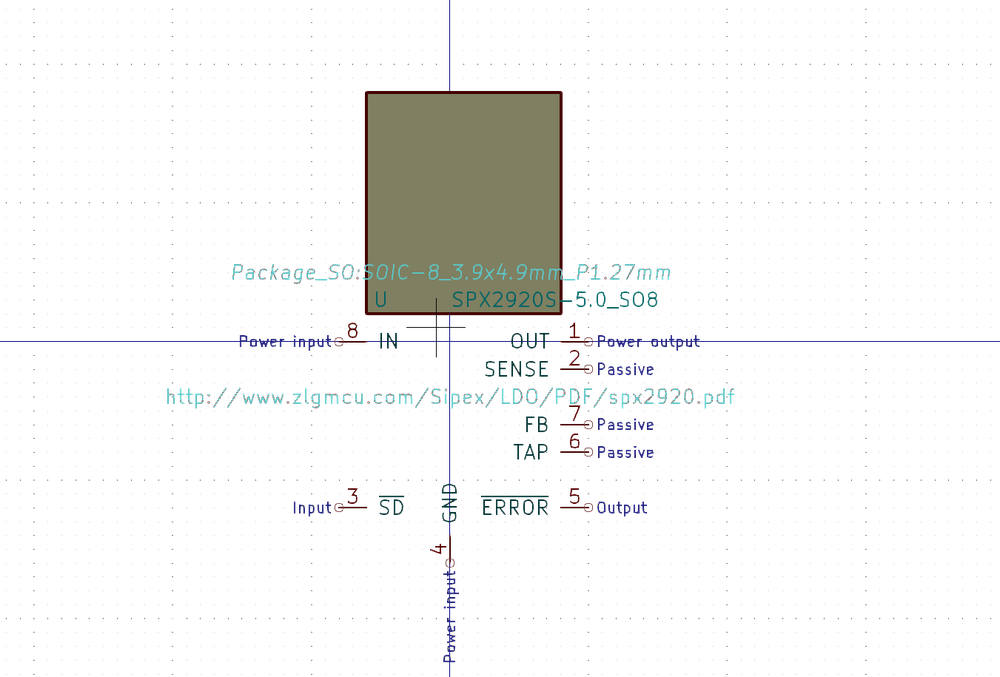 Package_SO:SOIC-8_3.9x4.9mm_P1.27mm
U SPX2920S-5.0_SO8
Power input 8 IN OUT 1 Power output
SENSE 2 Passive
http://www.zlgmcu.com/Sipex/LDO/PDF/spx2920.pdf
FB 7 Passive
TAP 6 Passive
Input 3 SD GND ERROR 5 Output
4
Power input